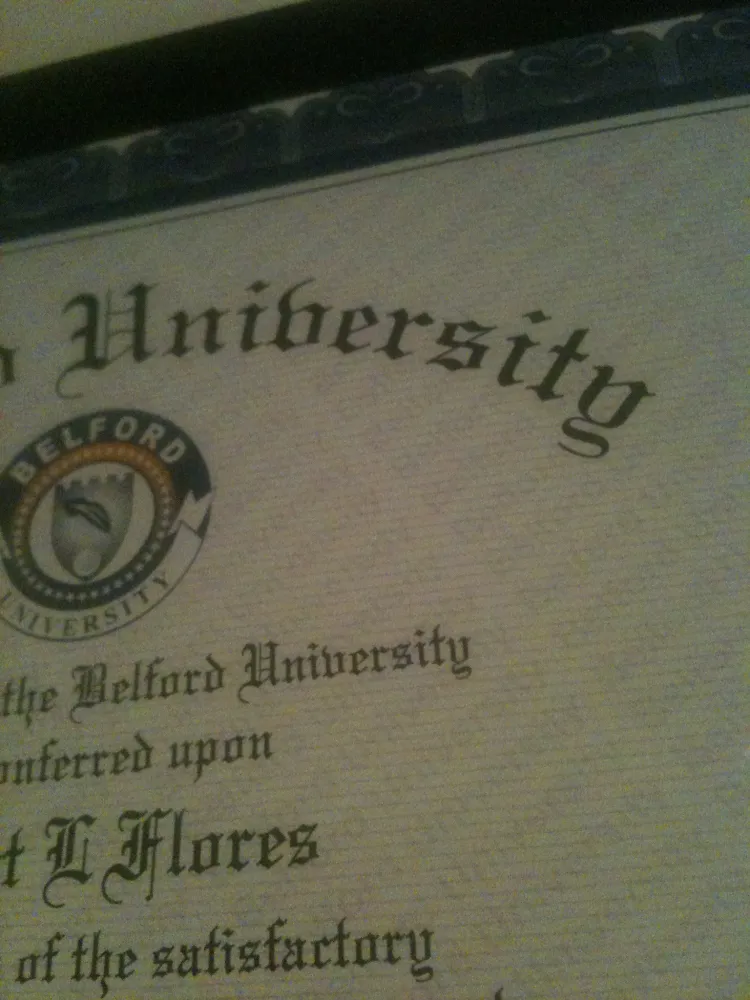 University
BELFORD
UNIVERSITY
the Belford University
onferred upon
t L Flores
of the satisfactory